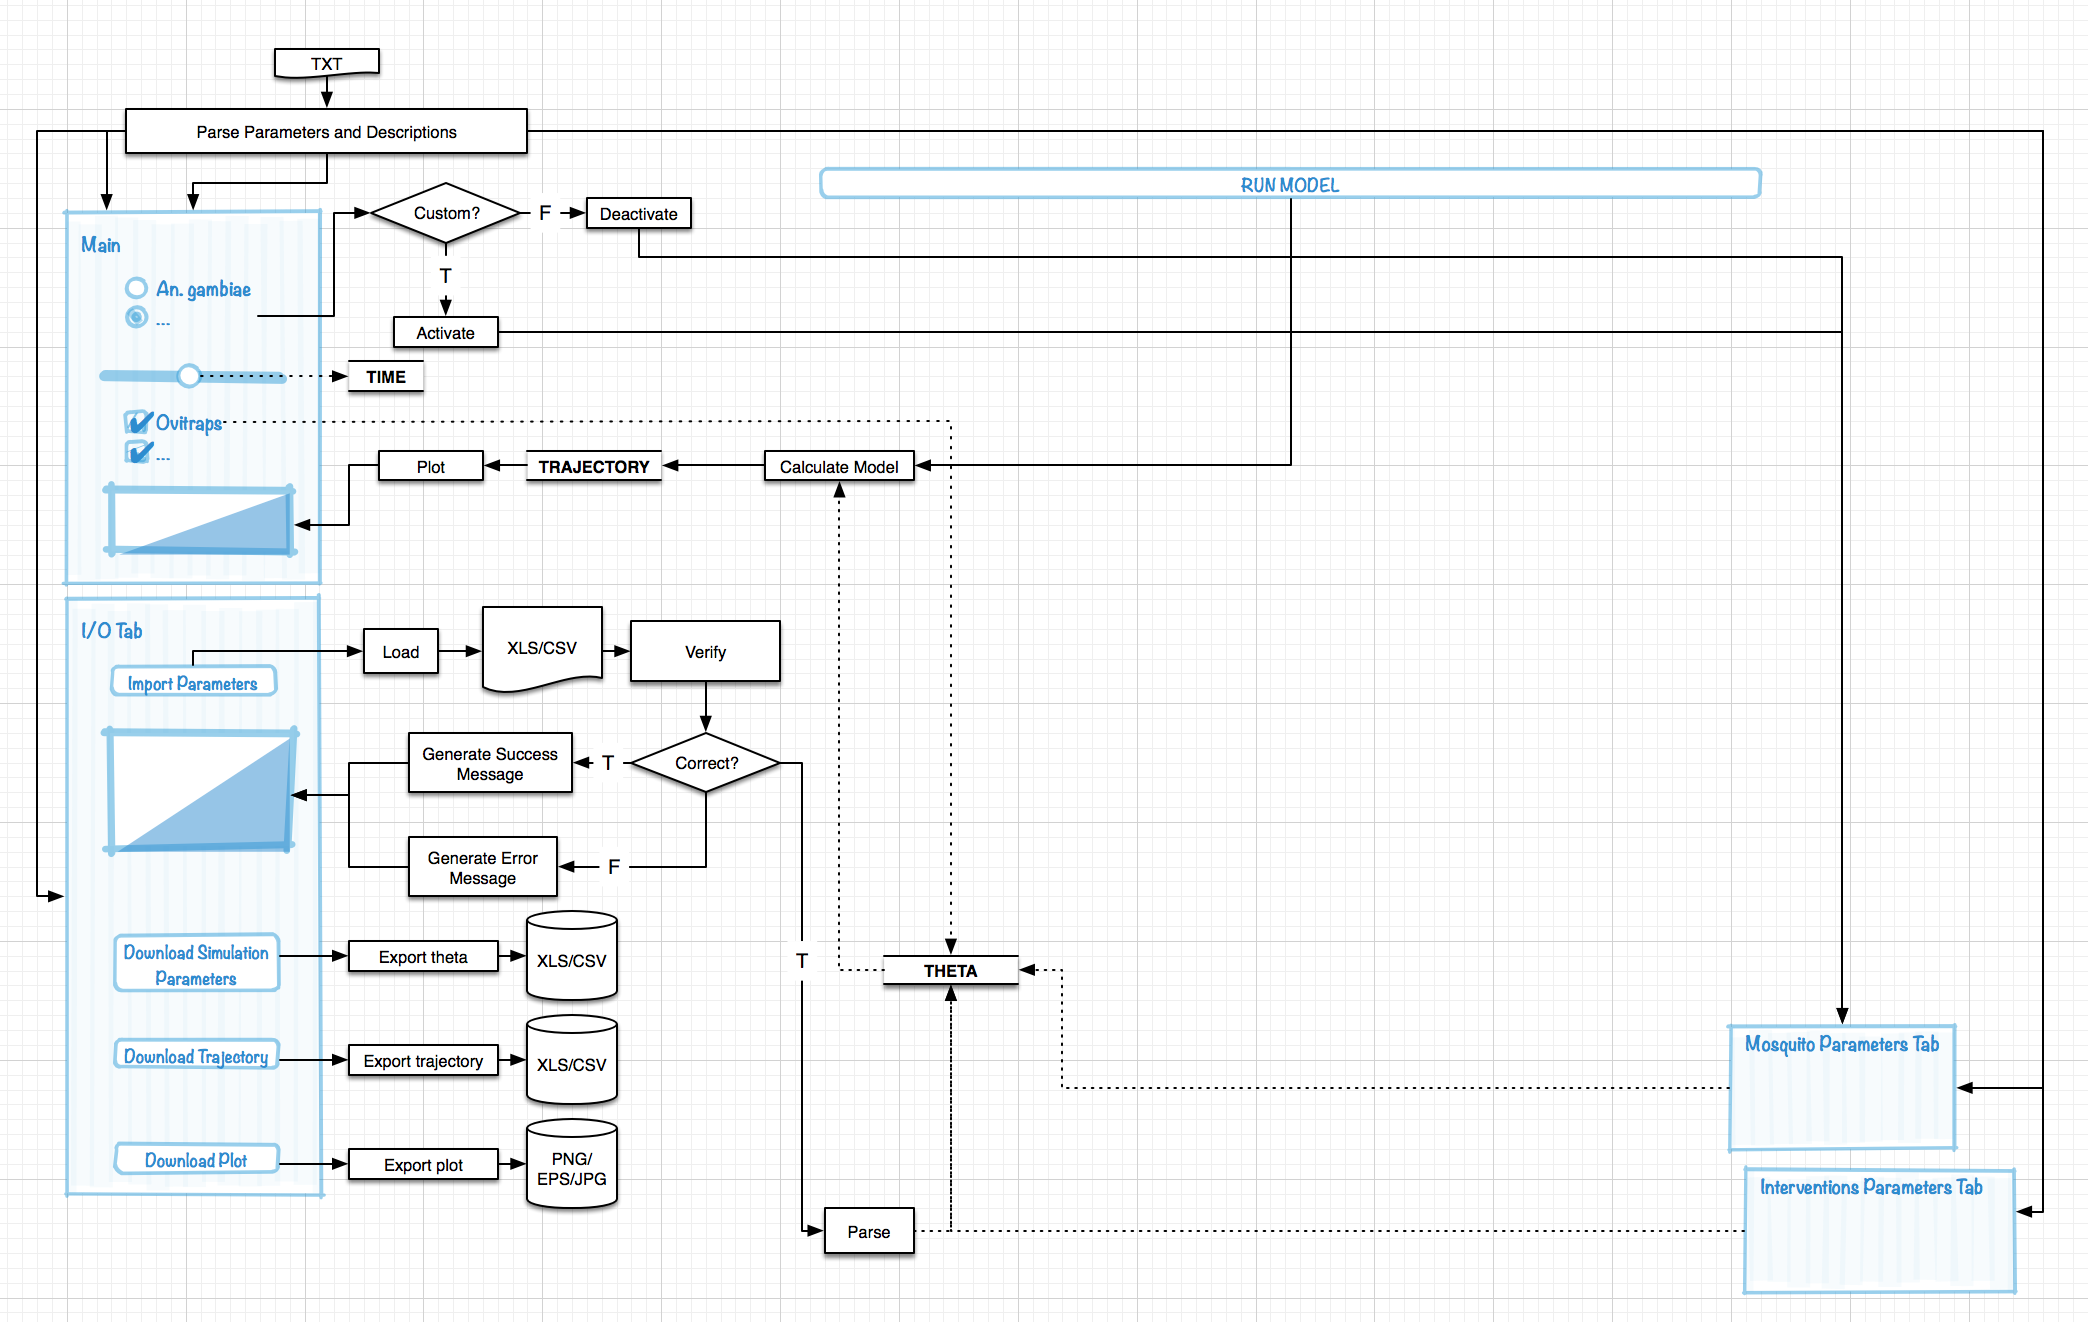 TXT
Parse Parameters and Descriptions
RUN MODEL
Custom?
F
Deactivate
T
Activate
Main
An. gambiae
...
TIME
Ovitraps
...
Plot
TRAJECTORY
Calculate Model
I/O Tab
Import Parameters
Load
XLS/CSV
Verify
Generate Success
Message
T
Correct?
Generate Error
Message
F
Download Simulation
Parameters
Export theta
XLS/CSV
T
THETA
Download Trajectory
Export trajectory
XLS/CSV
Mosquito Parameters Tab
Download Plot
Export plot
PNG/
EPS/JPG
Interventions Parameters Tab
Parse